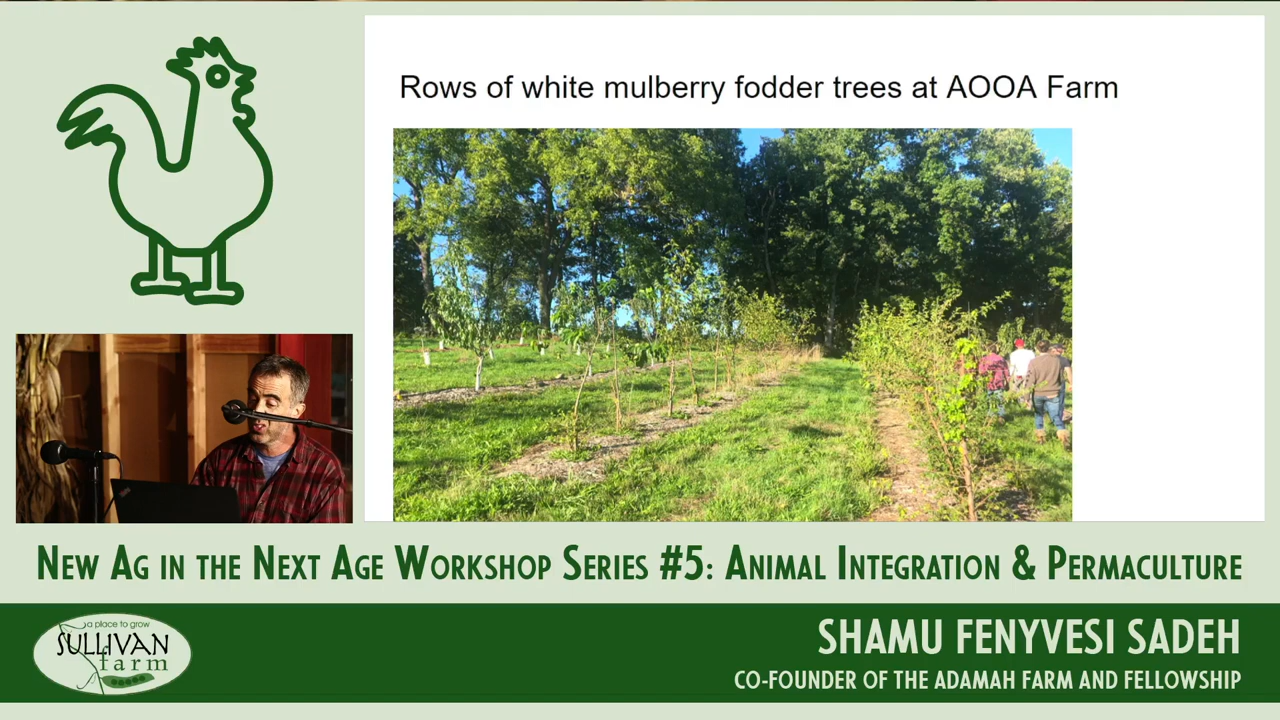 Rows of white mulberry fodder trees at AOOA Farm
NEW AG IN THE NEXT AGE WORKSHOP SERIES #5: ANIMAL INTEGRATION & PERMACULTURE
a place to grow
SULLIVAN
farm
SHAMU FENYVESI SADEH
CO-FOUNDER OF THE ADAMAH FARM AND FELLOWSHIP